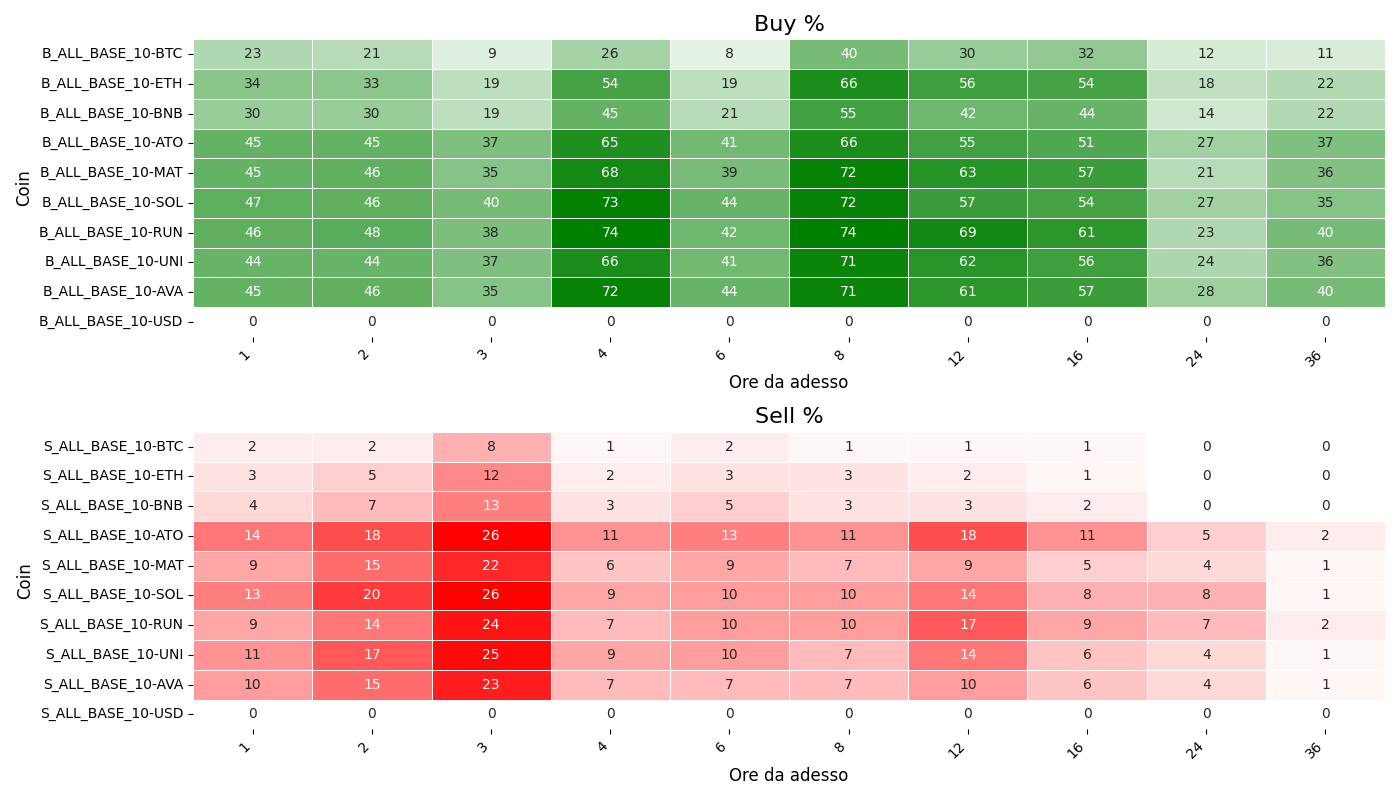 Buy %
Coin
B_ALL_BASE_10-BTC 23 21 9 26 8 40 30 32 12 11
B_ALL_BASE_10-ETH 34 33 19 54 19 66 56 54 18 22
B_ALL_BASE_10-BNB 30 30 19 45 21 55 42 44 14 22
B_ALL_BASE_10-ATO 45 45 37 65 41 66 55 51 27 37
B_ALL_BASE_10-MAT 45 46 35 68 39 72 63 57 21 36
B_ALL_BASE_10-SOL 47 46 40 73 44 72 57 54 27 35
B_ALL_BASE_10-RUN 46 48 38 74 42 74 69 61 23 40
B_ALL_BASE_10-UNI 44 44 37 66 41 71 62 56 24 36
B_ALL_BASE_10-AVA 45 46 35 72 44 71 61 57 28 40
B_ALL_BASE_10-USD 0 0 0 0 0 0 0 0 0 0
1 2 3 4 6 8 12 16 24 36
Ore da adesso
Sell %
Coin
S_ALL_BASE_10-BTC 2 2 8 1 2 1 1 1 0 0
S_ALL_BASE_10-ETH 3 5 12 2 3 3 2 1 0 0
S_ALL_BASE_10-BNB 4 7 13 3 5 3 3 2 0 0
S_ALL_BASE_10-ATO 14 18 26 11 13 11 18 11 5 2
S_ALL_BASE_10-MAT 9 15 22 6 9 7 9 5 4 1
S_ALL_BASE_10-SOL 13 20 26 9 10 10 14 8 8 1
S_ALL_BASE_10-RUN 9 14 24 7 10 10 17 9 7 2
S_ALL_BASE_10-UNI 11 17 25 9 10 7 14 6 4 1
S_ALL_BASE_10-AVA 10 15 23 7 7 7 10 6 4 1
S_ALL_BASE_10-USD 0 0 0 0 0 0 0 0 0 0
1 2 3 4 6 8 12 16 24 36
Ore da adesso